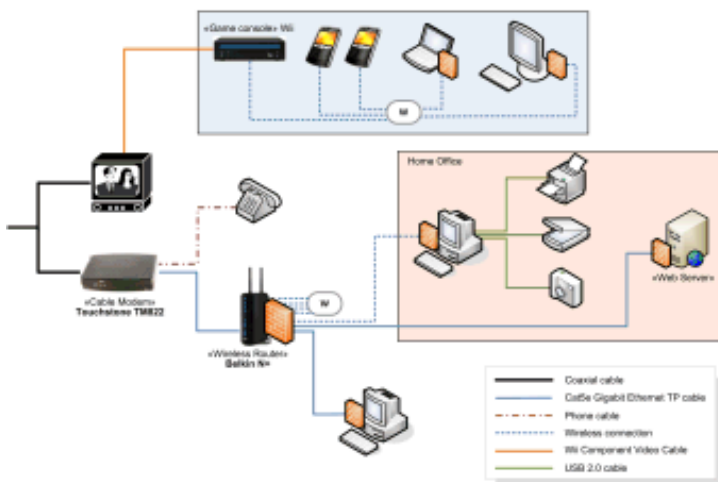 «Game console» Wii
W
Home Office
«Cable Modem»
Touchstone TM822
W
«Web Server»
«Wireless Router»
Belkin N+
Coaxial cable
Cat5e Gigabit Ethernet TP cable
Phone cable
Wireless connection
Wii Component Video Cable
USB 2.0 cable